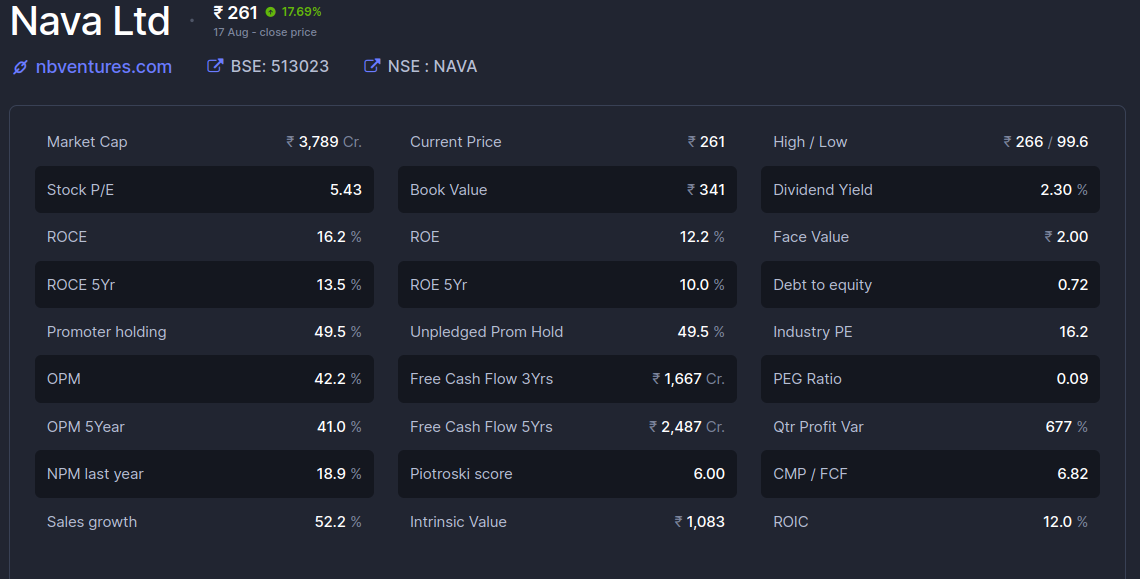 Nava Ltd · ₹ 261 17.69%
17 Aug - close price
nbventures.com BSE: 513023 NSE : NAVA
Market Cap ₹ 3,789 Cr. Current Price ₹ 261 High / Low ₹ 266 / 99.6
Stock P/E 5.43 Book Value ₹ 341 Dividend Yield 2.30 %
ROCE 16.2 % ROE 12.2 % Face Value ₹ 2.00
ROCE 5Yr 13.5 % ROE 5Yr 10.0 % Debt to equity 0.72
Promoter holding 49.5 % Unpledged Prom Hold 49.5 % Industry PE 16.2
OPM 42.2 % Free Cash Flow 3Yrs ₹ 1,667 Cr. PEG Ratio 0.09
OPM 5Year 41.0 % Free Cash Flow 5Yrs ₹ 2,487 Cr. Qtr Profit Var 677 %
NPM last year 18.9 % Piotroski score 6.00 CMP / FCF 6.82
Sales growth 52.2 % Intrinsic Value ₹ 1,083 ROIC 12.0 %